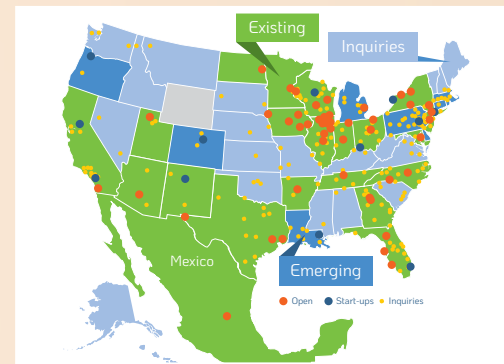 Existing
Inquiries
Mexico
Emerging
Open Start-ups Inquiries